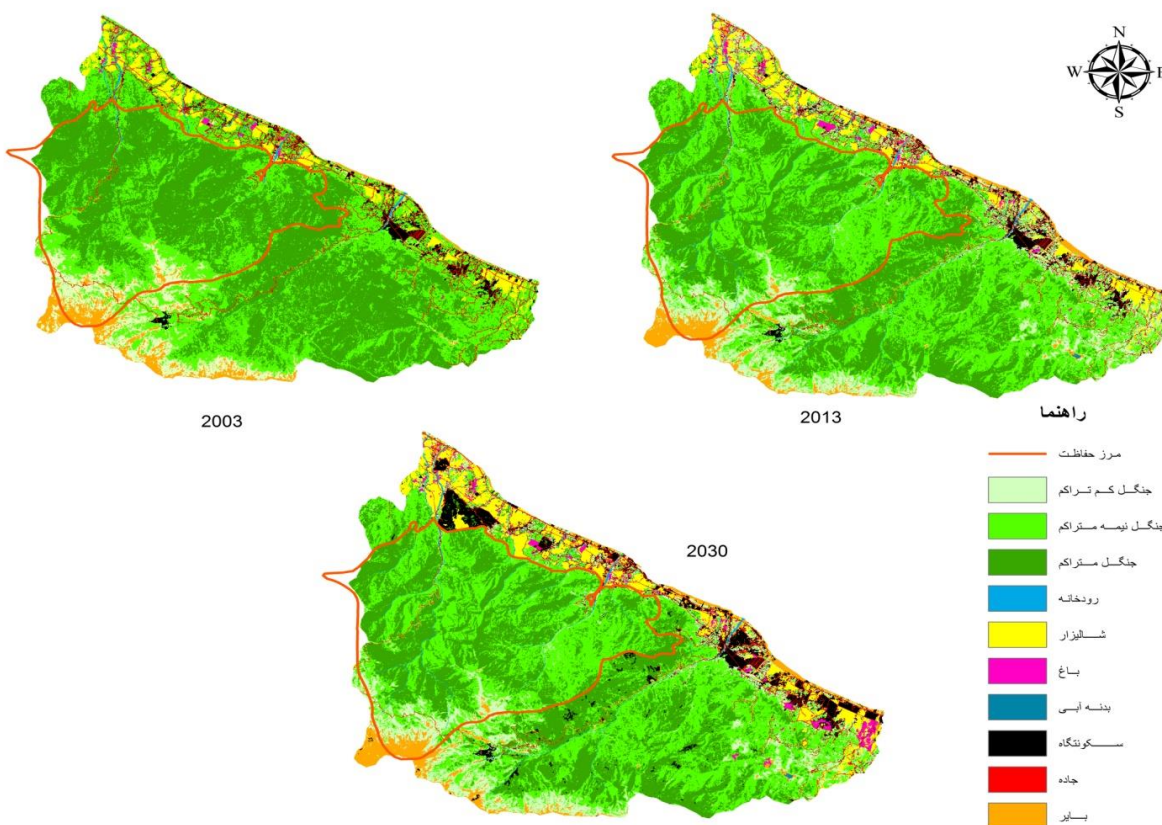 N
W E
S
2003
2013
2030
راهنما
مرز حفاظت
جنگل کم تراکم
جنگل نیمه متراکم
جنگل متراکم
رودخانه
شالیزار
باغ
بدنه آبی
سکونتگاه
جاده
بایر